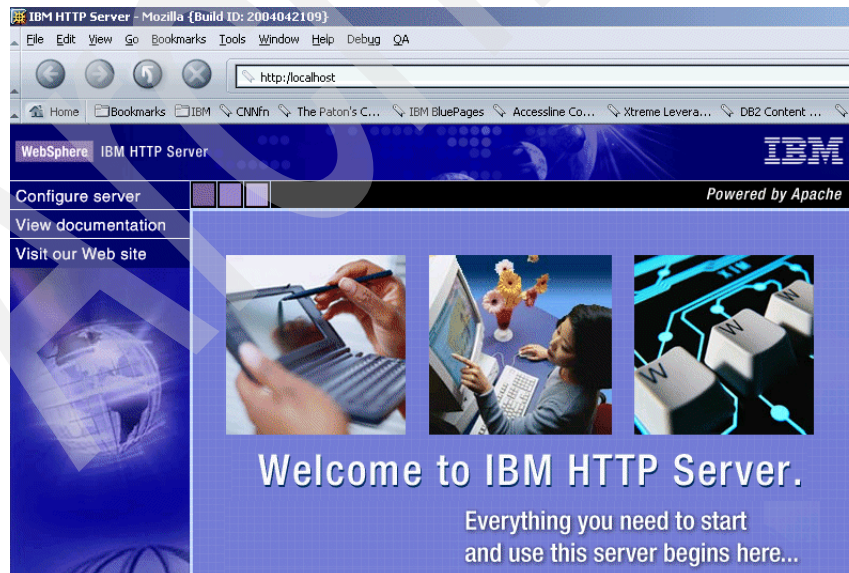 IBM HTTP Server - Mozilla {Build ID: 2004042109}
File Edit View Go Bookmarks Tools Window Help Debug QA
http:/localhost
Home Bookmarks IBM CNNfn The Paton's C... IBM BluePages Accessline Co... Xtreme Levera... DB2 Content ...
WebSphere IBM HTTP Server
IBM
Configure server
Powered by Apache
View documentation
Visit our Web site
W
W
W
Welcome to IBM HTTP Server.
Everything you need to start
and use this server begins here...